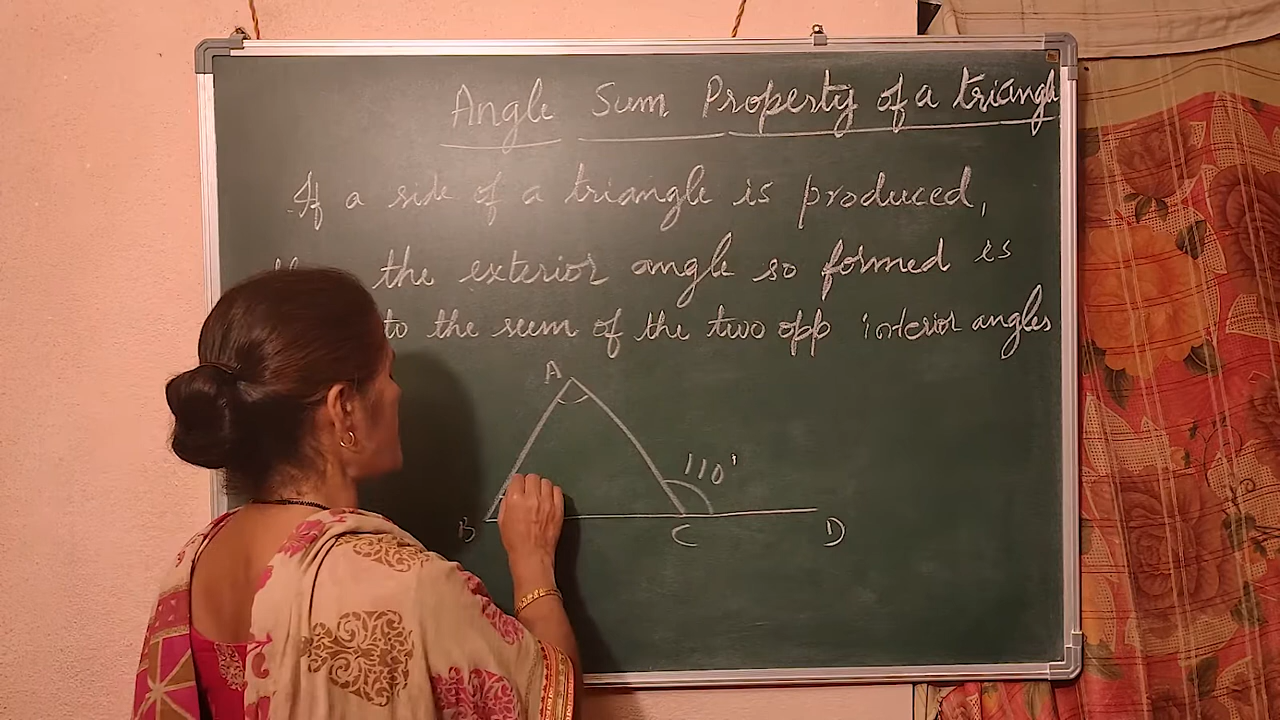 Angle Sum Property of a triangle
If a side of a triangle is produced,
the exterior angle so formed is
to the sum of the two opp interior angles
A
110°
B
C
D